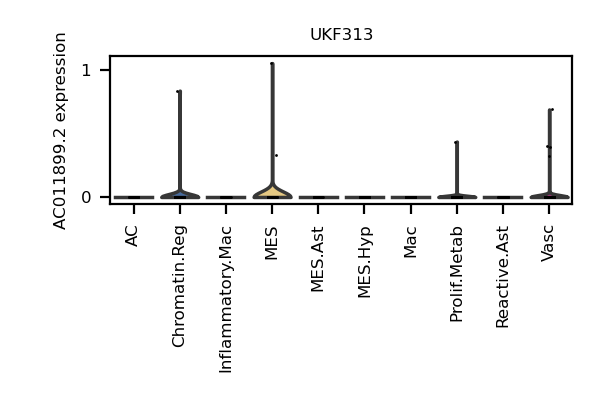 UKF313
AC011899.2 expression
1
0
AC
Chromatin.Reg
Inflammatory.Mac
MES
MES.Ast
MES.Hyp
Mac
Prolif.Metab
Reactive.Ast
Vasc